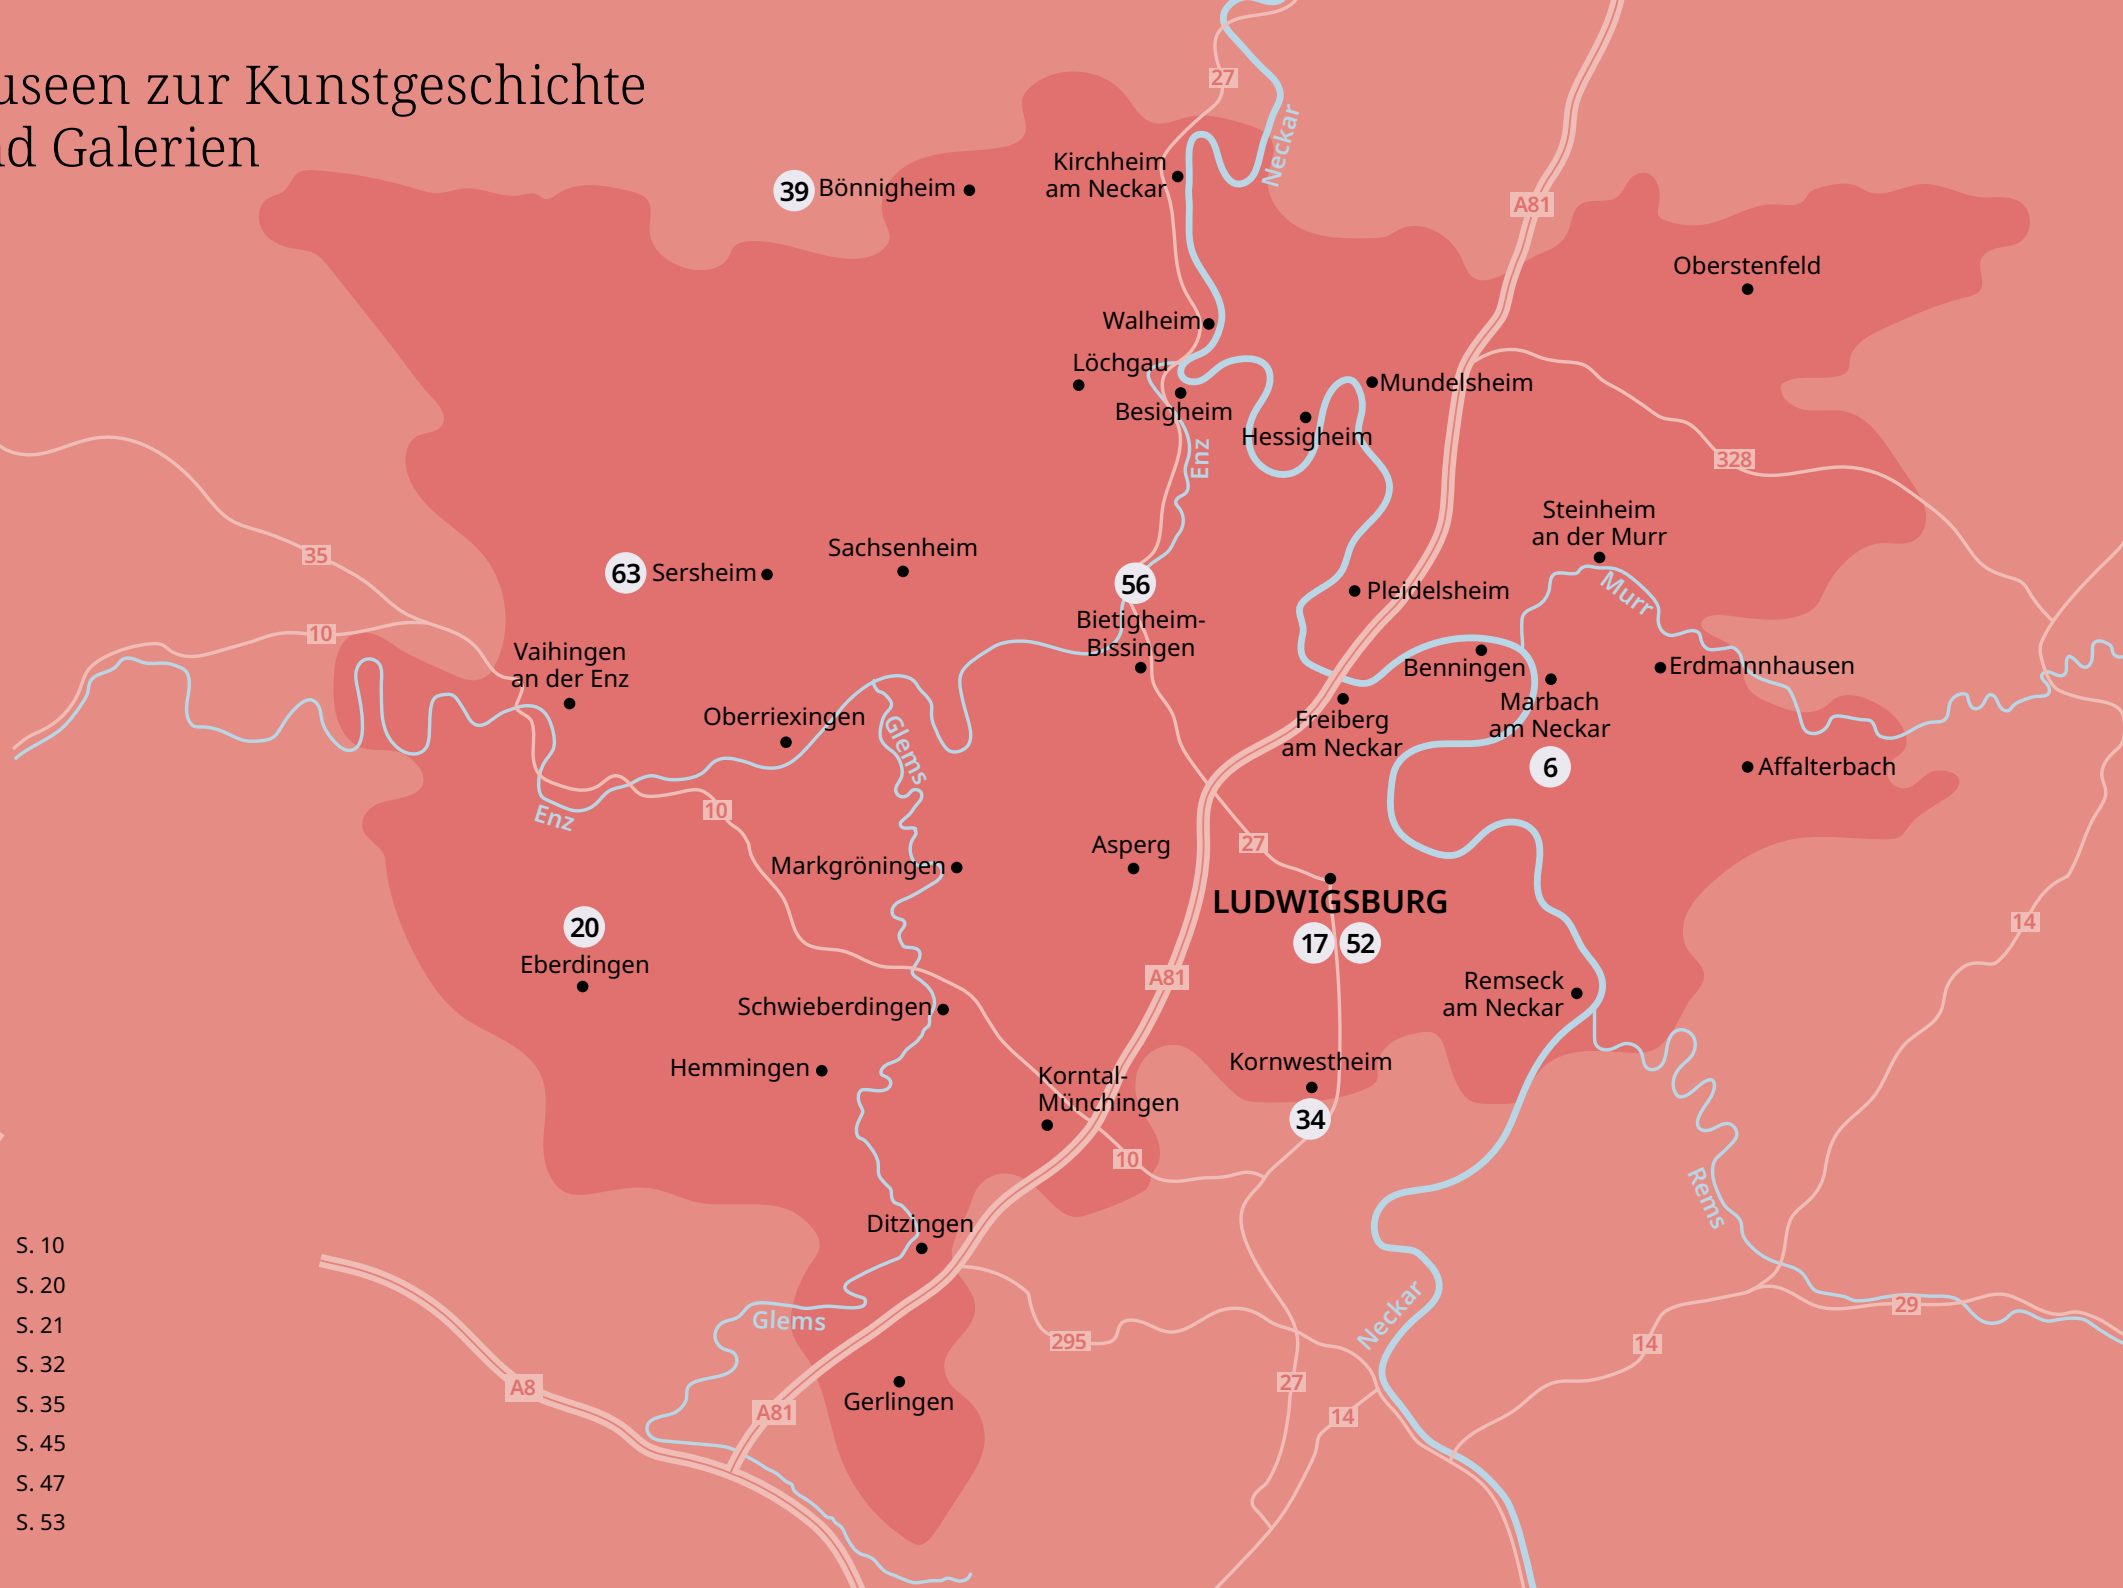 useen zur Kunstgeschichte
nd Galerien
27
Neckar
Kirchheim
am Neckar
39 Bönnigheim
A81
Oberstenfeld
Walheim
Löchgau
Mundelsheim
Besigheim
Hessigheim
Enz
328
Steinheim
an der Murr
35
Sachsenheim
63 Sersheim
56
Pleidelsheim
Murr
Bietigheim-
Bissingen
10
Vaihingen
an der Enz
Benningen
Erdmannhausen
Marbach
am Neckar
6
Oberriexingen
Glems
Freiberg
am Neckar
Affalterbach
Enz
10
27
Asperg
Markgröningen
LUDWIGSBURG
17 52
14
20
Eberdingen
A81
Remseck
am Neckar
Schwieberdingen
Hemmingen
Kornwestheim
34
Korntal-
Münchingen
10
Rems
Ditzingen
S. 10
S. 20
S. 21
S. 32
S. 35
S. 45
S. 47
S. 53
Glems
Neckar
29
295
14
A8
27
Gerlingen
A81
14